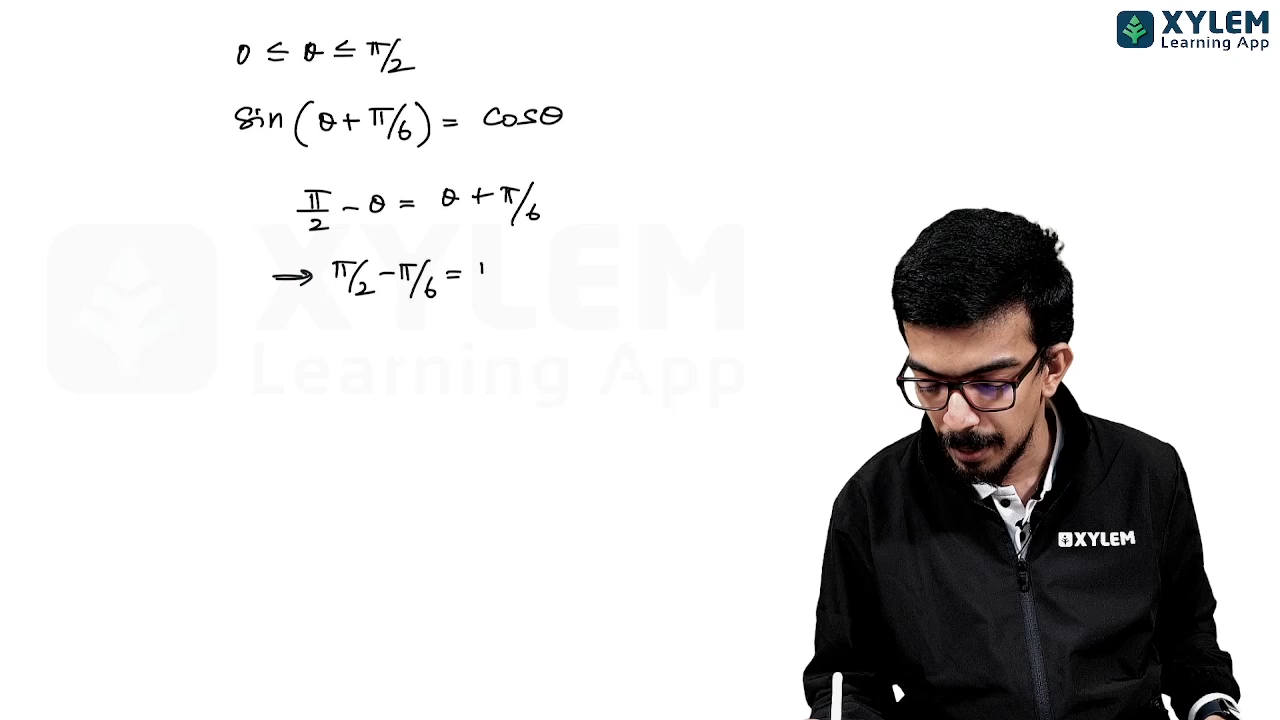 XYLEM
Learning App
0 ≤ θ ≤ π/2
Sin(θ + π/6) = cosθ
π/2 − θ = θ + π/6
⇒ π/2 − π/6 =
XYLEM
Learning App
XYLEM